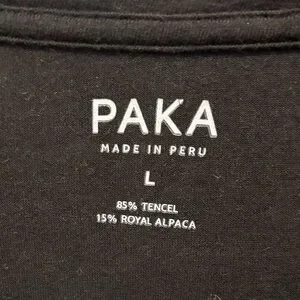 PAKA
MADE IN PERU
L
85% TENCEL
15% ROYAL ALPACA